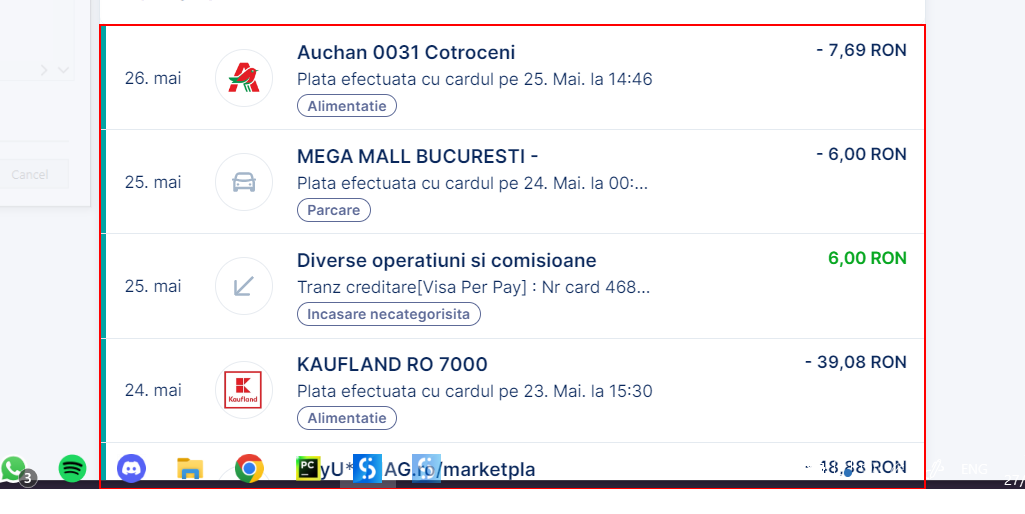 Cancel
26. mai
Auchan 0031 Cotroceni
- 7,69 RON
Plata efectuata cu cardul pe 25. Mai. la 14:46
Alimentatie
25. mai
MEGA MALL BUCURESTI -
- 6,00 RON
Plata efectuata cu cardul pe 24. Mai. la 00:...
Parcare
25. mai
Diverse operatiuni si comisioane
6,00 RON
Tranz creditare[Visa Per Pay] : Nr card 468...
Incasare necategorisita
24. mai
Kaufland
KAUFLAND RO 7000
- 39,08 RON
Plata efectuata cu cardul pe 23. Mai. la 15:30
Alimentatie
3
PC
yU*
AG.ro/marketpla
- 48,88 RON
ENG
27/